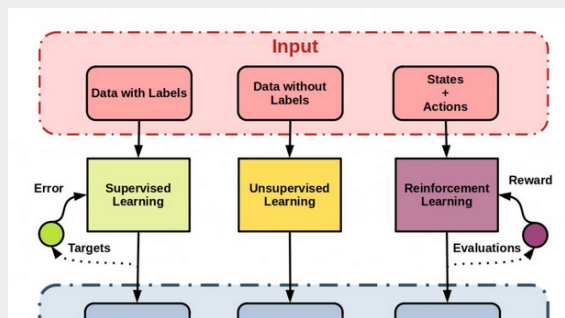 Input
Data with Labels
Data without
Labels
States
+
Actions
Error
Supervised
Learning
Unsupervised
Learning
Reinforcement
Learning
Reward
Targets
Evaluations